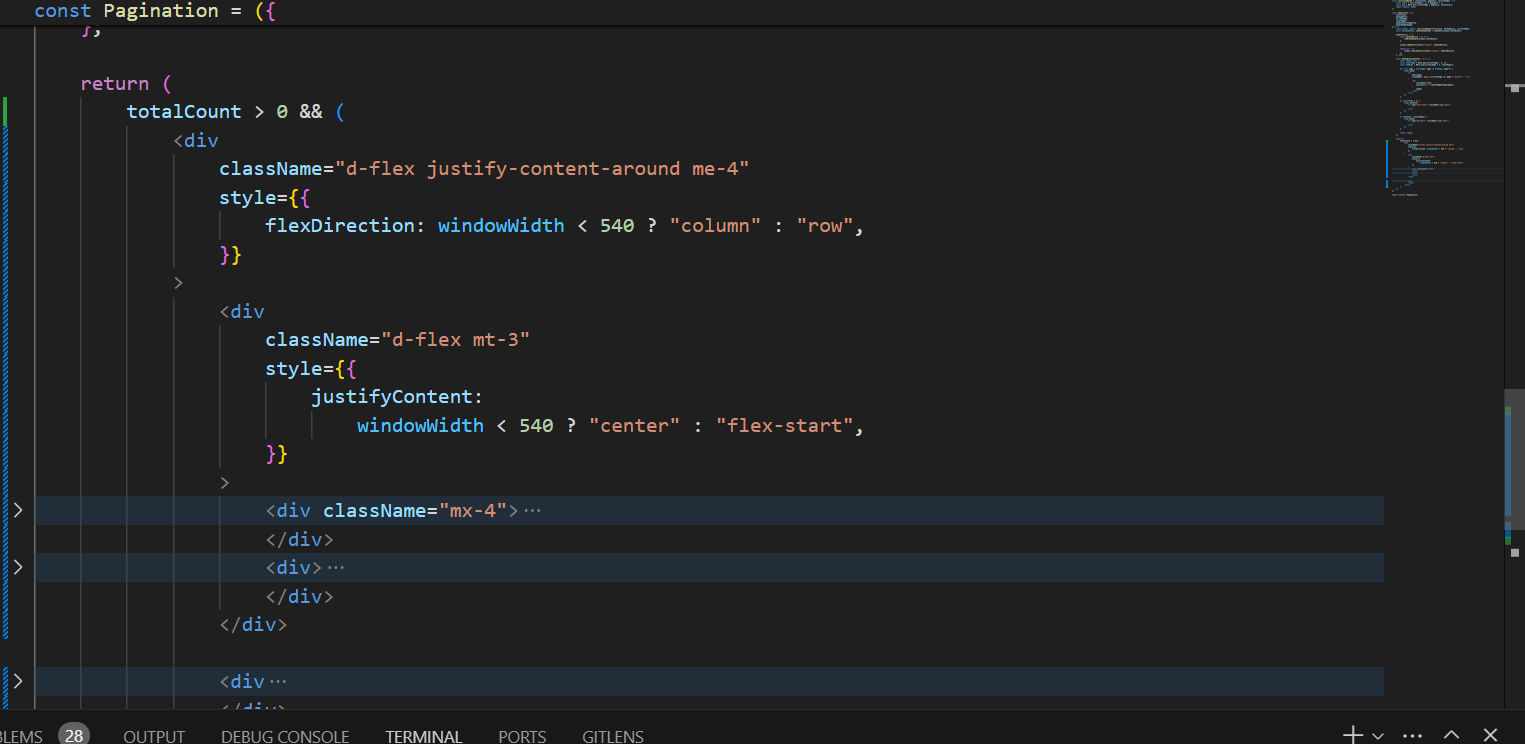 const Pagination = ({
};
return (
totalCount > 0 && (
<div
className="d-flex justify-content-around me-4"
style={{
flexDirection: windowWidth < 540 ? "column" : "row",
}}
>
<div
className="d-flex mt-3"
style={{
justifyContent:
windowWidth < 540 ? "center" : "flex-start",
}}
>
<div className="mx-4">···
</div>
<div>···
</div>
</div>
<div···
</div>
BLEMS 28 OUTPUT DEBUG CONSOLE TERMINAL PORTS GITLENS